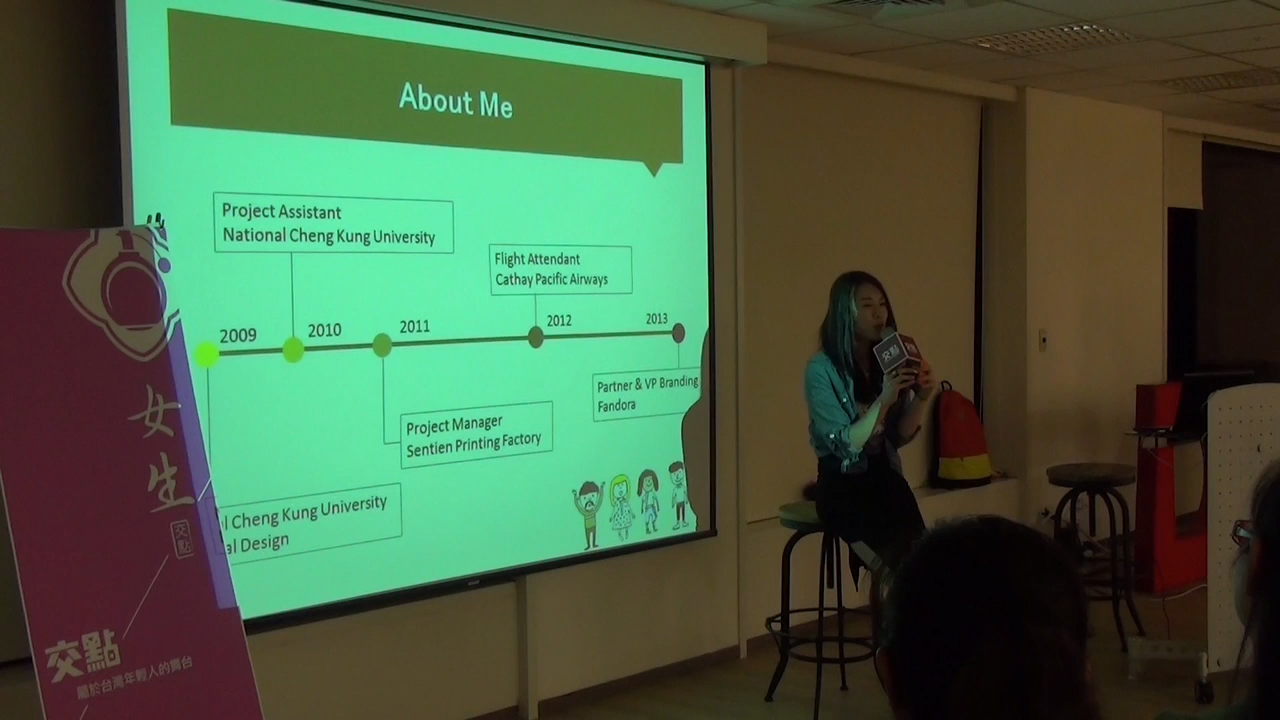 About Me
Project Assistant
National Cheng Kung University
Flight Attendant
Cathay Pacific Airways
2009
2010
2011
2012
2013
Partner & VP Branding
Fandora
Project Manager
Sentien Printing Factory
Cheng Kung University
Design
女生
交點
交點
屬於台灣年輕人的舞台
交點